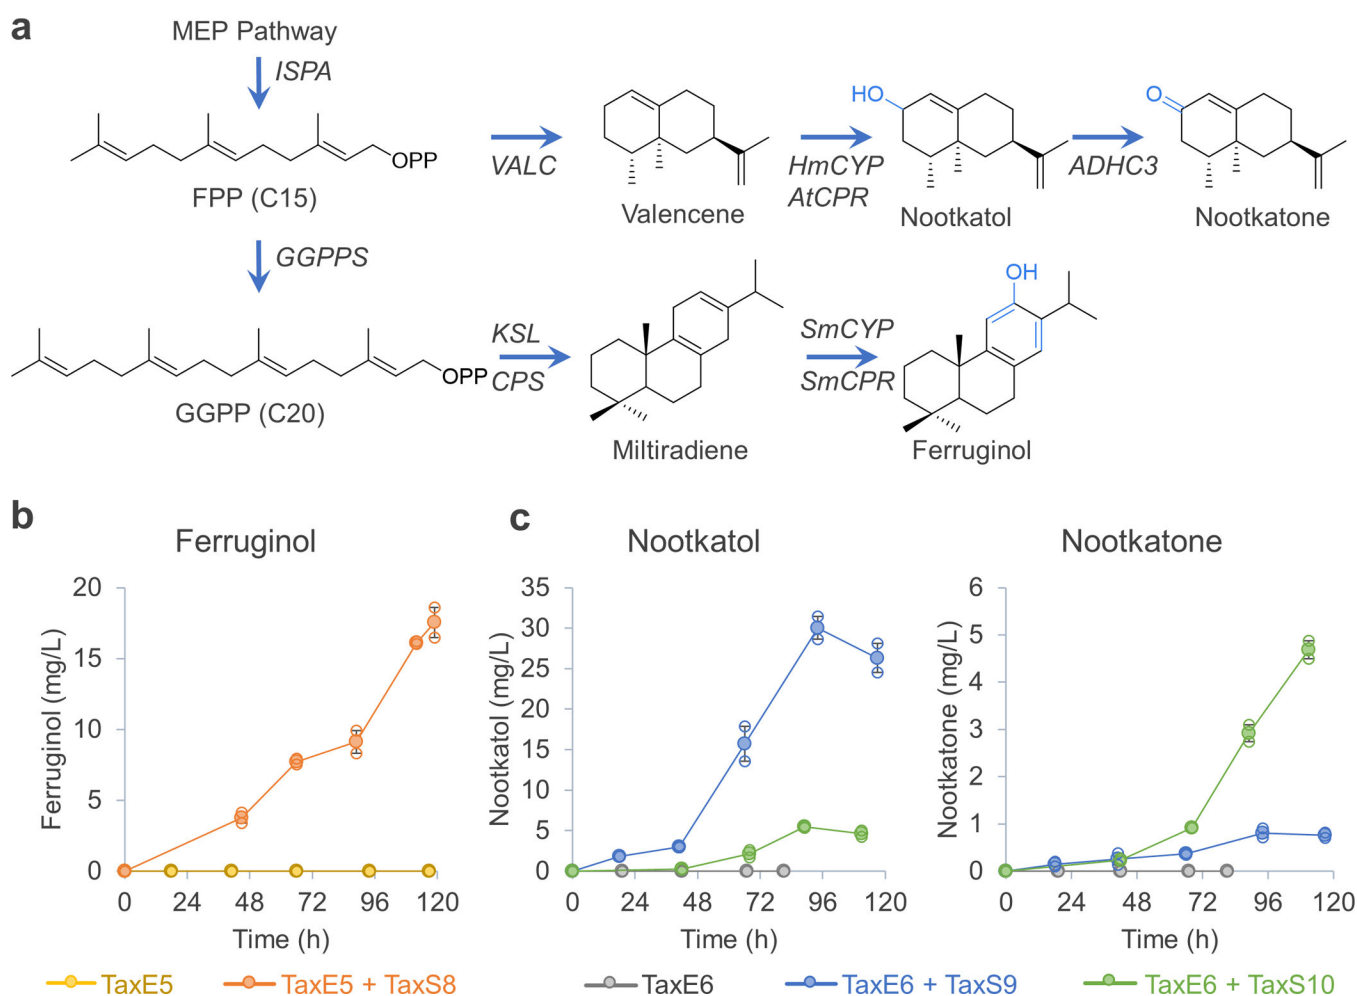 a
MEP Pathway
ISPA
OPP
FPP (C15)
VALC
Valencene
HmCYP
AtCPR
HO
Nootkatol
ADHC3
O
Nootkatone
GGPPS
OPP
GGPP (C20)
KSL
CPS
Miltiradiene
SmCYP
SmCPR
OH
Ferruginol
b
Ferruginol
Ferruginol (mg/L)
20
15
10
5
0
0 24 48 72 96 120
Time (h)
c
Nootkatol
Nootkatol (mg/L)
35
30
25
20
15
10
5
0
0 24 48 72 96 120
Time (h)
Nootkatone
Nootkatone (mg/L)
6
5
4
3
2
1
0
0 24 48 72 96 120
Time (h)
TaxE5
TaxE5 + TaxS8
TaxE6
TaxE6 + TaxS9
TaxE6 + TaxS10